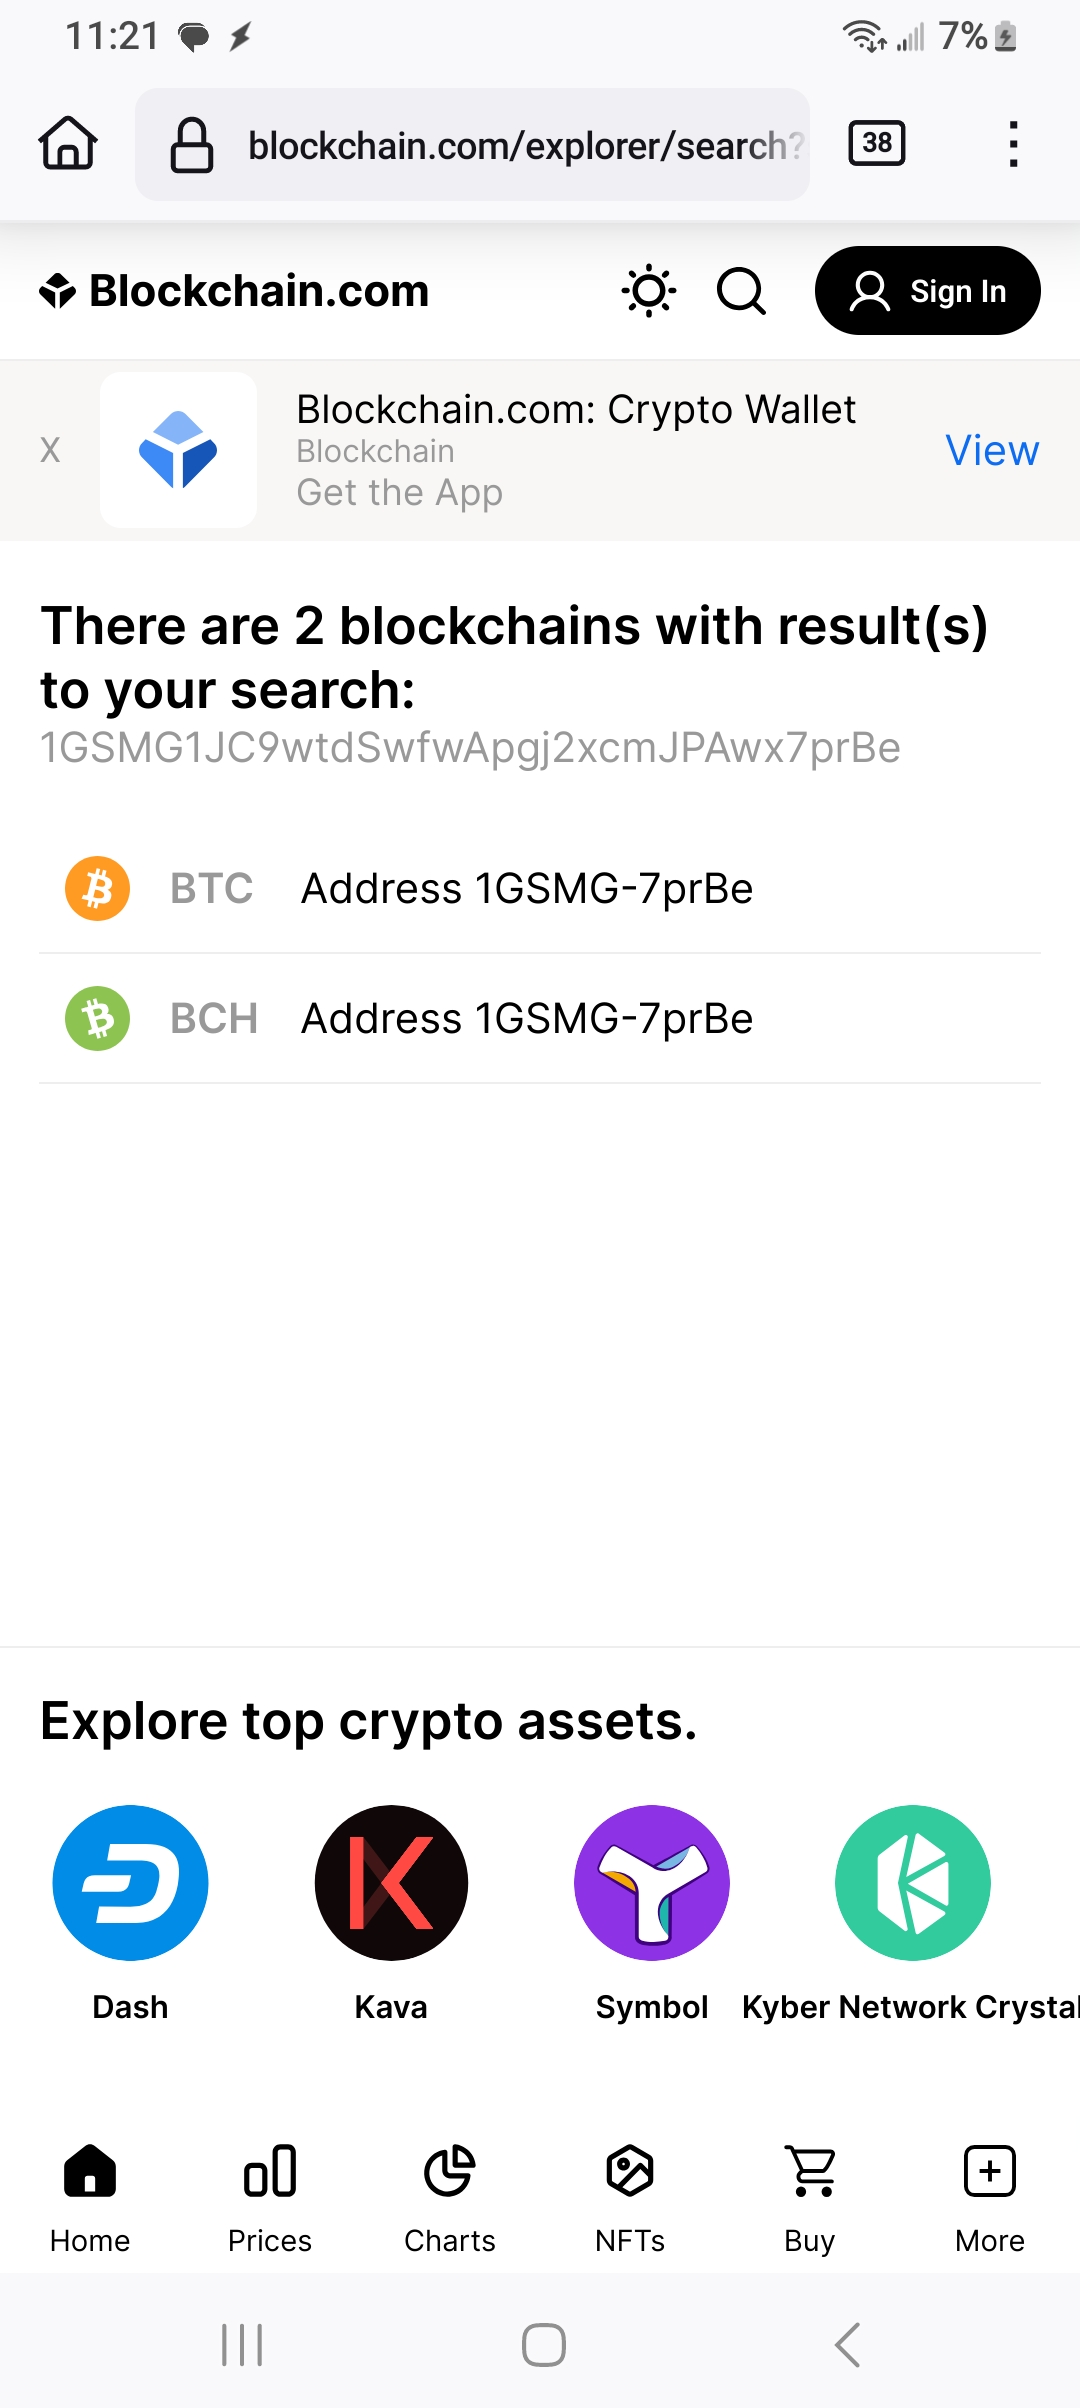 11:21
7%
blockchain.com/explorer/search?
38
Blockchain.com
Sign In
X
Blockchain.com: Crypto Wallet
Blockchain
Get the App
View
There are 2 blockchains with result(s)
to your search:
1GSMG1JC9wtdSwfwApgj2xcmJPAwx7prBe
BTC Address 1GSMG-7prBe
BCH Address 1GSMG-7prBe
Explore top crypto assets.
Dash Kava Symbol Kyber Network Crystal
Home Prices Charts NFTs Buy More